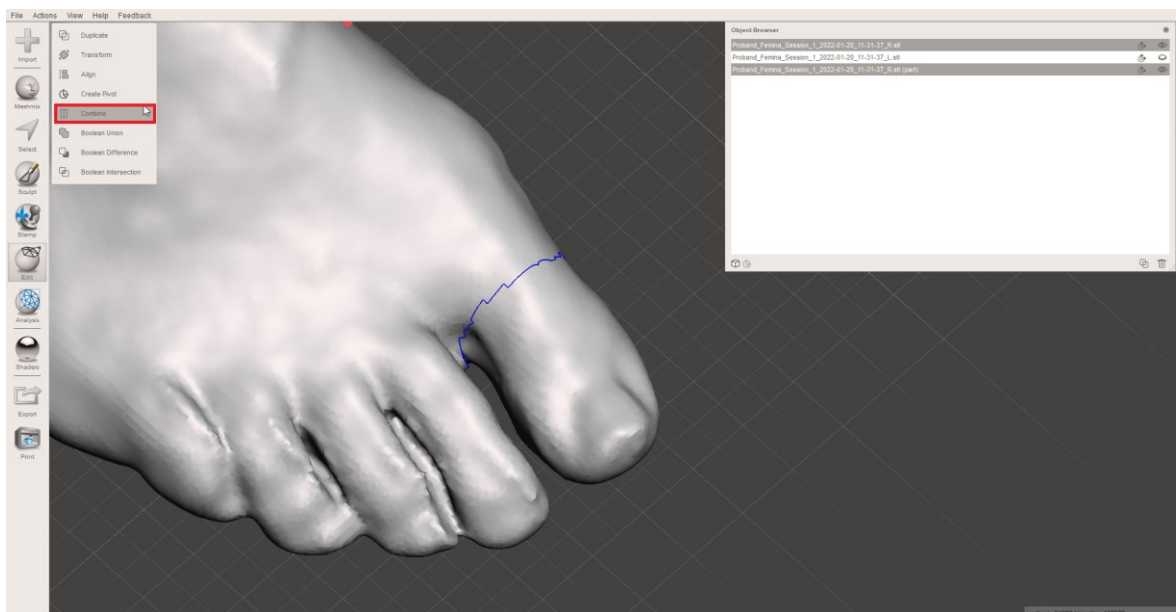 File Actions View Help Feedback
Import
Meshmix
Select
Sculpt
Stamp
Edit
Analysis
Shaders
Export
Print
Duplicate
Transform
Align
Create Pivot
Combine
Boolean Union
Boolean Difference
Boolean Intersection
Object Browser
Proband_Femina_Session_1_2022-01-20_11-31-37_R.stl
Proband_Femina_Session_1_2022-01-20_11-31-37_L.stl
Proband_Femina_Session_1_2022-01-20_11-31-37_R.stl (part)